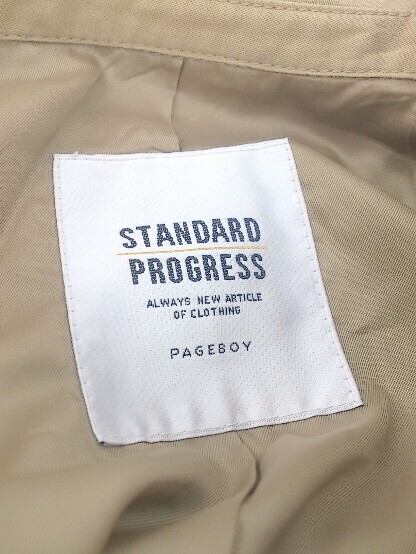 STANDARD
PROGRESS
ALWAYS NEW ARTICLE
OF CLOTHING
PAGEBOY